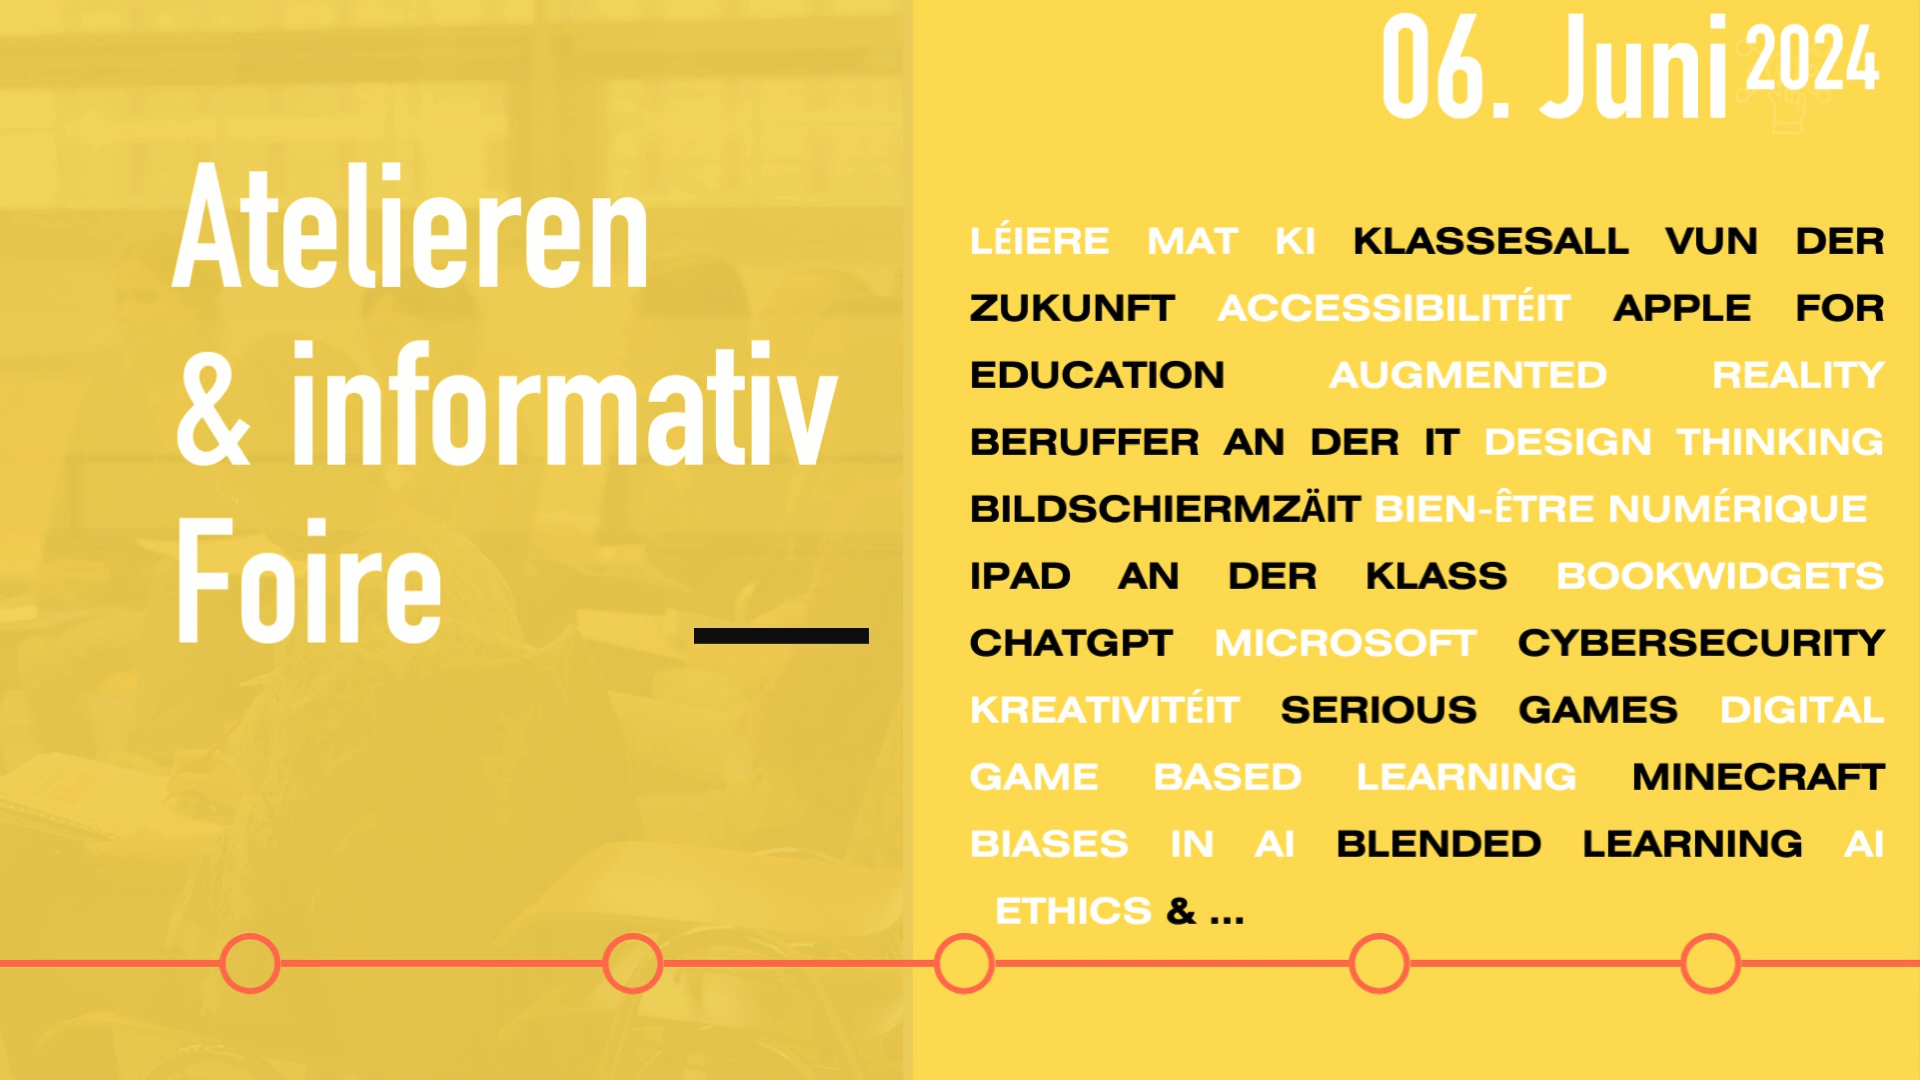 06. Juni 2024
Atelieren
& informativ
Foire
LÉIERE MAT KI KLASSESALL VUN DER
ZUKUNFT ACCESSIBILITÉIT APPLE FOR
EDUCATION AUGMENTED REALITY
BERUFFER AN DER IT DESIGN THINKING
BILDSCHIERMZÄIT BIEN-ÊTRE NUMÉRIQUE
IPAD AN DER KLASS BOOKWIDGETS
CHATGPT MICROSOFT CYBERSECURITY
KREATIVITÉIT SERIOUS GAMES DIGITAL
GAME BASED LEARNING MINECRAFT
BIASES IN AI BLENDED LEARNING AI
ETHICS & ...